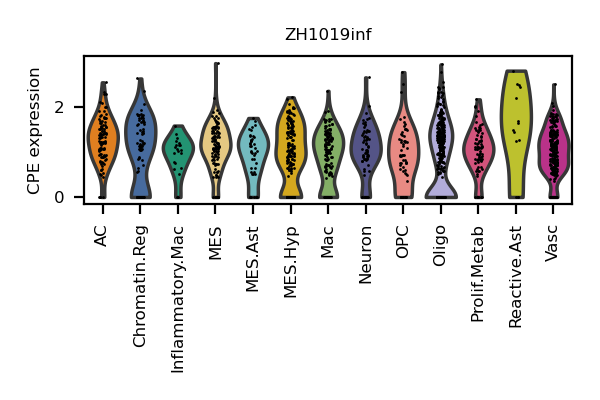 ZH1019inf
CPE expression
2
0
AC
Chromatin.Reg
Inflammatory.Mac
MES
MES.Ast
MES.Hyp
Mac
Neuron
OPC
Oligo
Prolif.Metab
Reactive.Ast
Vasc